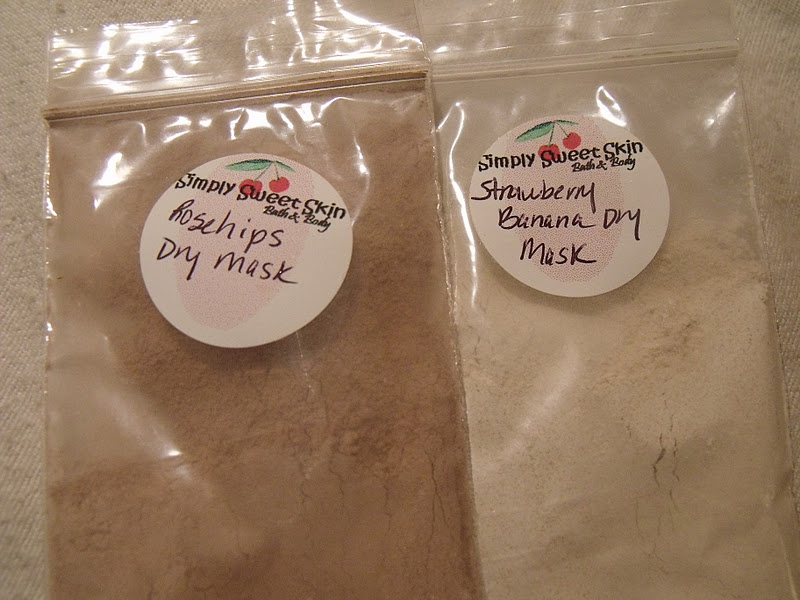 Simply Sweet Skin
Bath & Body
Rosehips
Dry Mask
Simply Sweet Skin
Bath & Body
Strawberry
Banana Dry
Mask